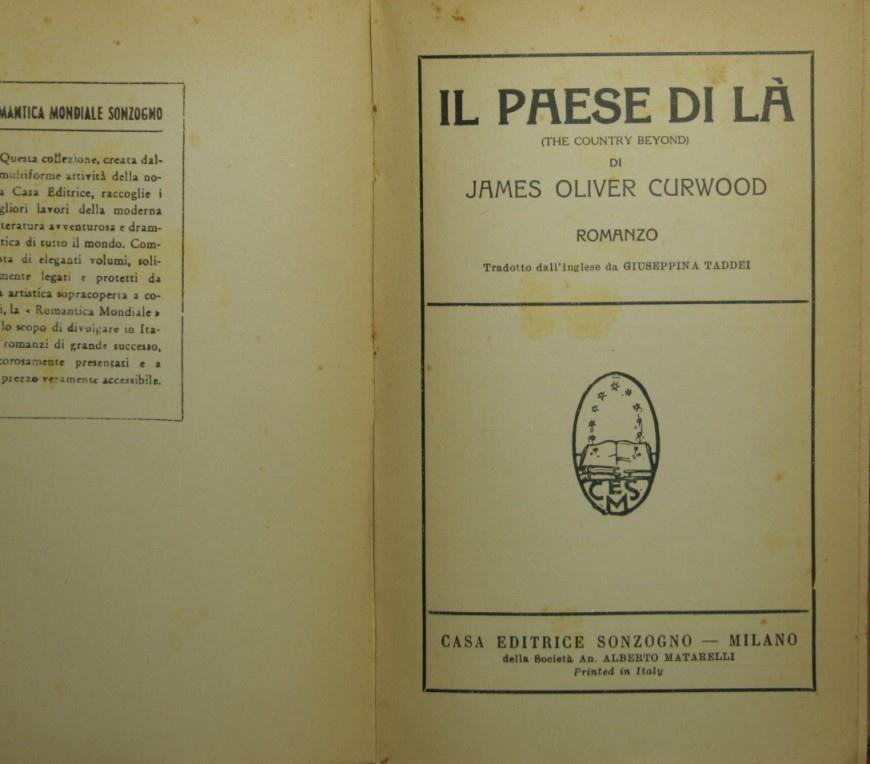 MANTICA MONDIALE SONZOGNO
Questa collezione, creata dal-
multiforme attività della no-
a Casa Editrice, raccoglie i
gliori lavori della moderna
teratura avventurosa e dram-
tica di tutto il mondo. Com-
sta di eleganti volumi, soli-
mente legati e protetti da
a artistica sopracoperta a co-
i, la « Romantica Mondiale »
lo scopo di divulgare in Ita-
romanzi di grande successo,
corosamente presentati e a
prezzo veramente accessibile.
IL PAESE DI LÀ
(THE COUNTRY BEYOND)
DI
JAMES OLIVER CURWOOD
ROMANZO
Tradotto dall'inglese da GIUSEPPINA TADDEI
CES
M
CASA EDITRICE SONZOGNO — MILANO
della Società An. ALBERTO MATARELLI
Printed in Italy